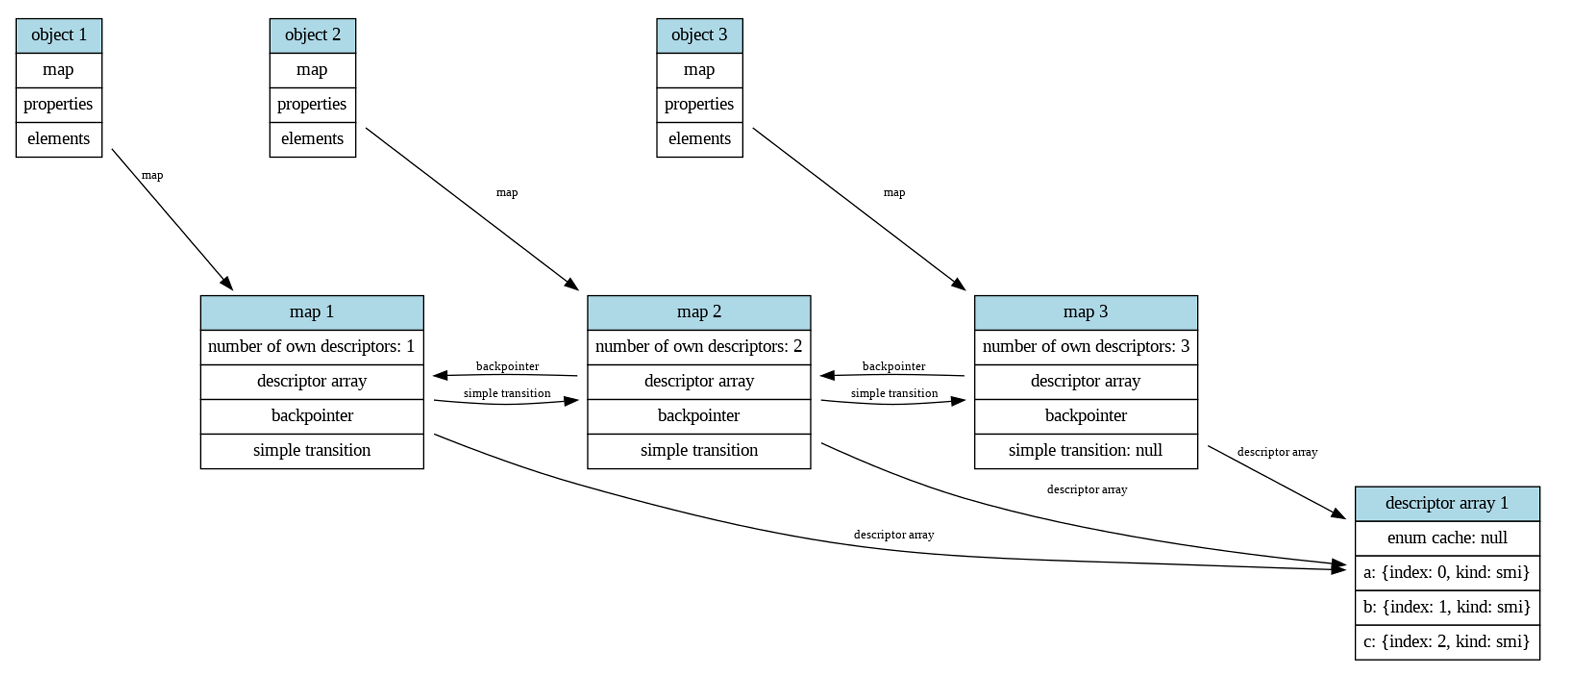 object 1
map
properties
elements
object 2
map
properties
elements
object 3
map
properties
elements
map
map
map
map 1
number of own descriptors: 1
descriptor array
backpointer
simple transition
backpointer
simple transition
map 2
number of own descriptors: 2
descriptor array
backpointer
simple transition
backpointer
simple transition
map 3
number of own descriptors: 3
descriptor array
backpointer
simple transition: null
descriptor array
descriptor array
descriptor array
descriptor array 1
enum cache: null
a: {index: 0, kind: smi}
b: {index: 1, kind: smi}
c: {index: 2, kind: smi}